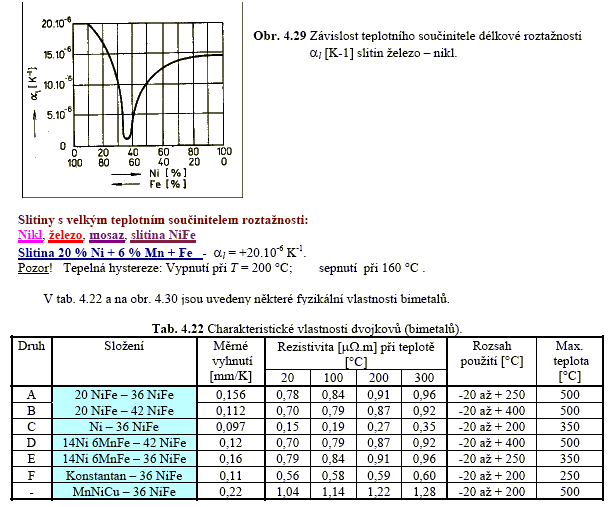 20.10⁻⁶
15.10⁻⁶
10.10⁻⁶
5.10⁻⁶
0
αl [K⁻¹]
0 20 40 60 80 100
100 80 60 40 20 0
Ni [%]
Fe [%]
Obr. 4.29 Závislost teplotního součinitele délkové roztažnosti
αl [K-1] slitin železo – nikl.
Slitiny s velkým teplotním součinitelem roztažnosti:
Nikl, železo, mosaz, slitina NiFe
Slitina 20 % Ni + 6 % Mn + Fe - αl = +20.10⁻⁶ K⁻¹.
Pozor! Tepelná hystereze: Vypnutí při T = 200 °C; sepnutí při 160 °C .
V tab. 4.22 a na obr. 4.30 jsou uvedeny některé fyzikální vlastnosti bimetalů.
Tab. 4.22 Charakteristické vlastnosti dvojkovů (bimetalů).
Druh Složení Měrné vyhnutí [mm/K] Rezistivita [μΩ.m] při teplotě [°C] Rozsah použití [°C] Max. teplota [°C]
20 100 200 300
A 20 NiFe – 36 NiFe 0,156 0,78 0,84 0,91 0,96 -20 až + 250 500
B 20 NiFe – 42 NiFe 0,112 0,70 0,79 0,87 0,92 -20 až + 400 500
C Ni – 36 NiFe 0,097 0,15 0,19 0,27 0,35 -20 až + 200 350
D 14Ni 6MnFe – 42 NiFe 0,12 0,70 0,79 0,87 0,92 -20 až + 400 500
E 14Ni 6MnFe – 36 NiFe 0,16 0,79 0,84 0,91 0,96 -20 až + 250 350
F Konstantan – 36 NiFe 0,11 0,56 0,58 0,59 0,60 -20 až + 200 250
- MnNiCu – 36 NiFe 0,22 1,04 1,14 1,22 1,28 -20 až + 200 500